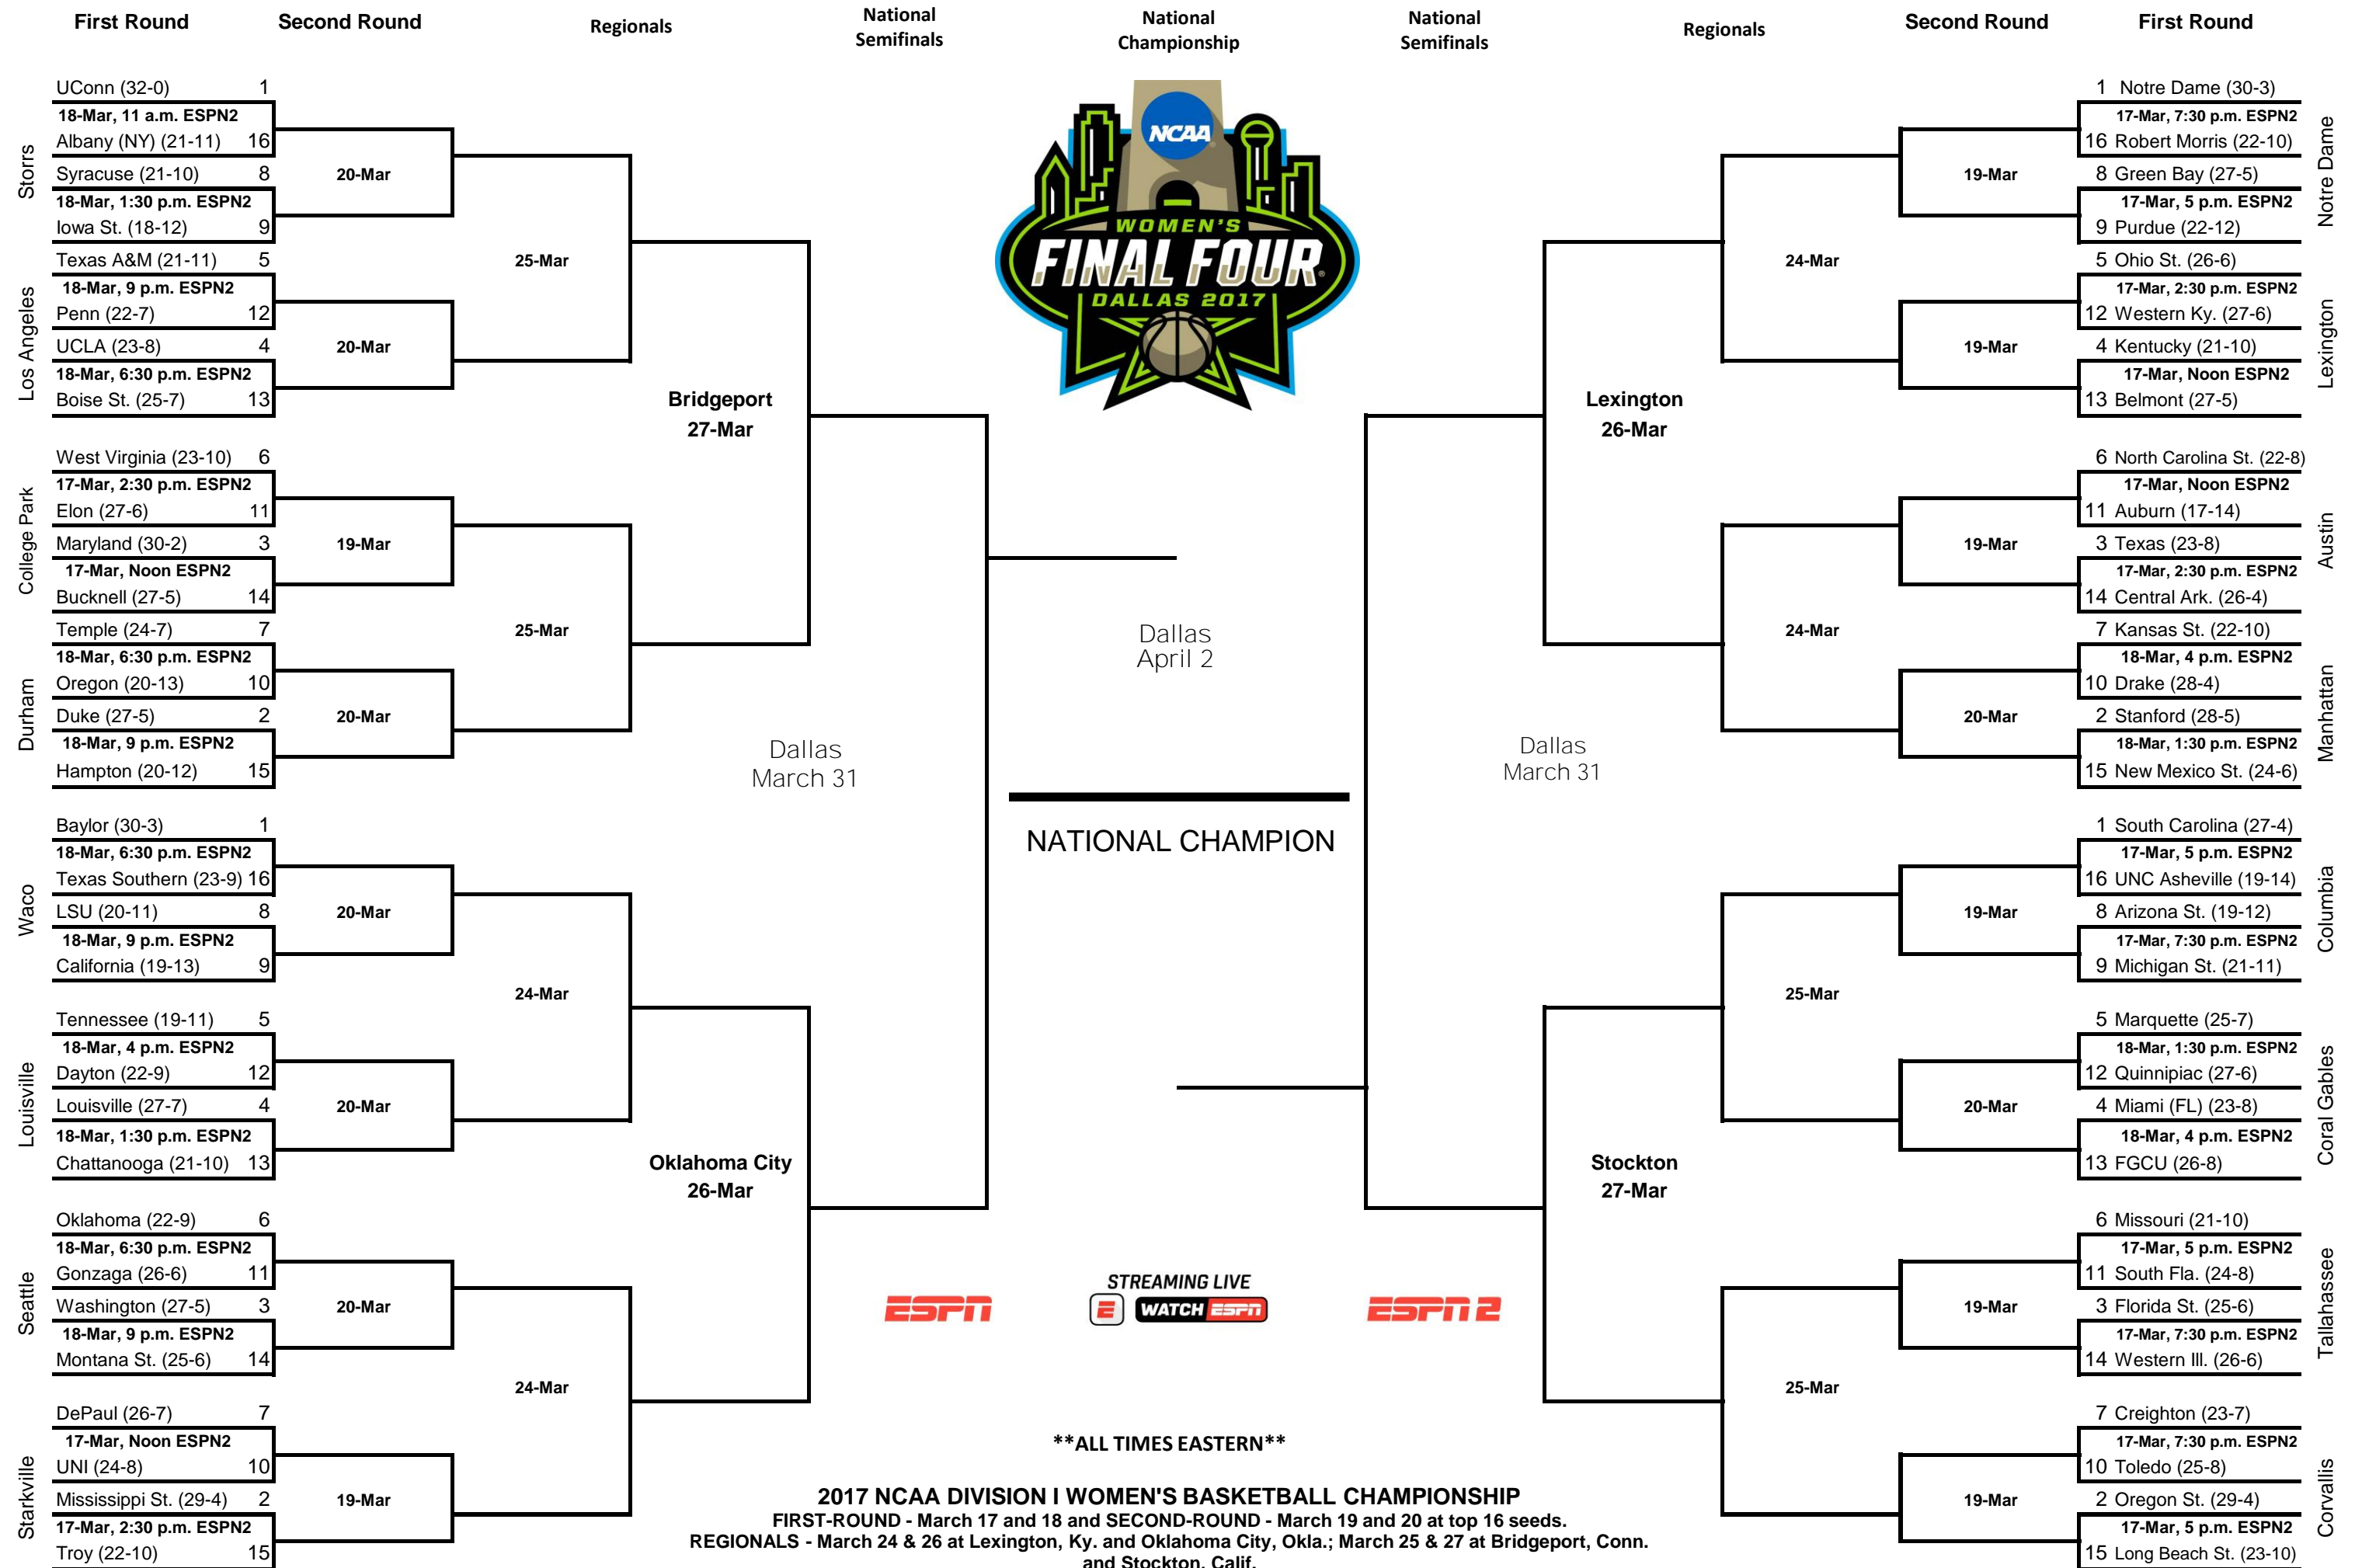 First Round
Second Round
Regionals
National
Semifinals
National
Championship
National
Semifinals
Regionals
Second Round
First Round
Storrs
UConn (32-0) 1
18-Mar, 11 a.m. ESPN2
Albany (NY) (21-11) 16
Syracuse (21-10) 8
18-Mar, 1:30 p.m. ESPN2
Iowa St. (18-12) 9
20-Mar
Los Angeles
Texas A&M (21-11) 5
18-Mar, 9 p.m. ESPN2
Penn (22-7) 12
UCLA (23-8) 4
18-Mar, 6:30 p.m. ESPN2
Boise St. (25-7) 13
20-Mar
25-Mar
Bridgeport
27-Mar
College Park
West Virginia (23-10) 6
17-Mar, 2:30 p.m. ESPN2
Elon (27-6) 11
Maryland (30-2) 3
17-Mar, Noon ESPN2
Bucknell (27-5) 14
19-Mar
Durham
Temple (24-7) 7
18-Mar, 6:30 p.m. ESPN2
Oregon (20-13) 10
Duke (27-5) 2
18-Mar, 9 p.m. ESPN2
Hampton (20-12) 15
20-Mar
25-Mar
Dallas
March 31
Waco
Baylor (30-3) 1
18-Mar, 6:30 p.m. ESPN2
Texas Southern (23-9) 16
LSU (20-11) 8
18-Mar, 9 p.m. ESPN2
California (19-13) 9
20-Mar
Louisville
Tennessee (19-11) 5
18-Mar, 4 p.m. ESPN2
Dayton (22-9) 12
Louisville (27-7) 4
18-Mar, 1:30 p.m. ESPN2
Chattanooga (21-10) 13
20-Mar
24-Mar
Oklahoma City
26-Mar
Seattle
Oklahoma (22-9) 6
18-Mar, 6:30 p.m. ESPN2
Gonzaga (26-6) 11
Washington (27-5) 3
18-Mar, 9 p.m. ESPN2
Montana St. (25-6) 14
20-Mar
Starkville
DePaul (26-7) 7
17-Mar, Noon ESPN2
UNI (24-8) 10
Mississippi St. (29-4) 2
17-Mar, 2:30 p.m. ESPN2
Troy (22-10) 15
19-Mar
24-Mar
NCAA
WOMEN'S
FINAL FOUR®
DALLAS 2017
Dallas
April 2
NATIONAL CHAMPION
Notre Dame
1 Notre Dame (30-3)
17-Mar, 7:30 p.m. ESPN2
16 Robert Morris (22-10)
8 Green Bay (27-5)
17-Mar, 5 p.m. ESPN2
9 Purdue (22-12)
19-Mar
Lexington
5 Ohio St. (26-6)
17-Mar, 2:30 p.m. ESPN2
12 Western Ky. (27-6)
4 Kentucky (21-10)
17-Mar, Noon ESPN2
13 Belmont (27-5)
19-Mar
24-Mar
Lexington
26-Mar
Austin
6 North Carolina St. (22-8)
17-Mar, Noon ESPN2
11 Auburn (17-14)
3 Texas (23-8)
17-Mar, 2:30 p.m. ESPN2
14 Central Ark. (26-4)
19-Mar
Manhattan
7 Kansas St. (22-10)
18-Mar, 4 p.m. ESPN2
10 Drake (28-4)
2 Stanford (28-5)
18-Mar, 1:30 p.m. ESPN2
15 New Mexico St. (24-6)
20-Mar
24-Mar
Dallas
March 31
Columbia
1 South Carolina (27-4)
17-Mar, 5 p.m. ESPN2
16 UNC Asheville (19-14)
8 Arizona St. (19-12)
17-Mar, 7:30 p.m. ESPN2
9 Michigan St. (21-11)
19-Mar
Coral Gables
5 Marquette (25-7)
18-Mar, 1:30 p.m. ESPN2
12 Quinnipiac (27-6)
4 Miami (FL) (23-8)
18-Mar, 4 p.m. ESPN2
13 FGCU (26-8)
20-Mar
25-Mar
Stockton
27-Mar
Tallahassee
6 Missouri (21-10)
17-Mar, 5 p.m. ESPN2
11 South Fla. (24-8)
3 Florida St. (25-6)
17-Mar, 7:30 p.m. ESPN2
14 Western Ill. (26-6)
19-Mar
Corvallis
7 Creighton (23-7)
17-Mar, 7:30 p.m. ESPN2
10 Toledo (25-8)
2 Oregon St. (29-4)
17-Mar, 5 p.m. ESPN2
15 Long Beach St. (23-10)
19-Mar
25-Mar
ESPN
STREAMING LIVE
E WATCH ESPN
ESPN 2
**ALL TIMES EASTERN**
2017 NCAA DIVISION I WOMEN'S BASKETBALL CHAMPIONSHIP
FIRST-ROUND - March 17 and 18 and SECOND-ROUND - March 19 and 20 at top 16 seeds.
REGIONALS - March 24 & 26 at Lexington, Ky. and Oklahoma City, Okla.; March 25 & 27 at Bridgeport, Conn.
and Stockton, Calif.